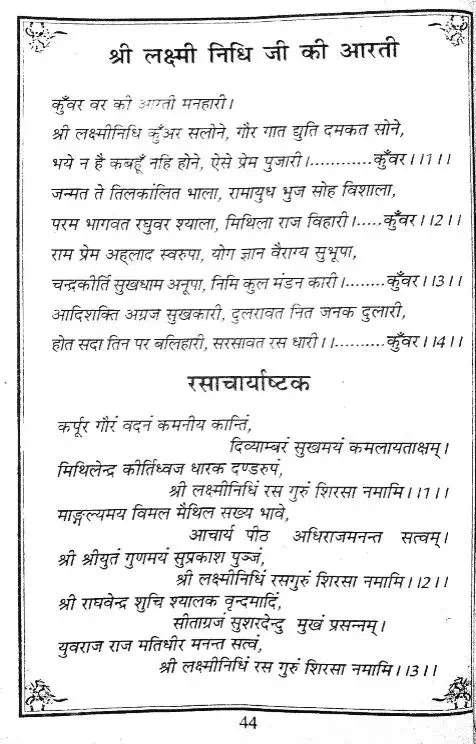 श्री लक्ष्मी निधि जी की आरती
कुँवर वर की आरती मनहारी।
श्री लक्ष्मीनिधि कुँअर सलोने, गौर गात द्युति दमकत सोने,
भये न है कबहूँ नहि होने, ऐसे प्रेम पुजारी।............कुँवर।।1।।
जन्मत ते तिलकांलित भाला, रामायुध भुज सोह विशाला,
परम भागवत रघुवर श्याला, मिथिला राज विहारी।.....कुँवर।।2।।
राम प्रेम अह्लाद स्वरुपा, योग ज्ञान वैराग्य सुभूपा,
चन्द्रकीर्ति सुखधाम अनूपा, निमि कुल मंडन कारी।........कुँवर।।3।।
आदिशक्ति अग्रज सुखकारी, दुलरावत नित जनक दुलारी,
होत सदा तिन पर बलिहारी, सरसावत रस धारी।।..........कुँवर।।4।।
रसाचार्याष्टक
कर्पूर गौरं वदनं कमनीय कान्तिं,
दिव्याम्बरं सुखमयं कमलायताक्षम्।
मिथिलेन्द्र कीर्तिध्वज धारक दण्डरुपं,
श्री लक्ष्मीनिधिं रस गुरुं शिरसा नमामि।।1।।
माङ्गल्यमय विमल मैथिल सख्य भावे,
आचार्य पीठ अधिराजमनन्त सत्वम्।
श्री श्रीयुतं गुणमयं सुप्रकाश पुञ्जं,
श्री लक्ष्मीनिधिं रसगुरुं शिरसा नमामि।।2।।
श्री राघवेन्द्र शुचि श्यालक वृन्दमादिं,
सीताग्रजं सुशरदेन्दु मुखं प्रसन्नम्।
युवराज राज मतिधीर मनन्त सत्वं,
श्री लक्ष्मीनिधिं रस गुरुं शिरसा नमामि।।3।।
44